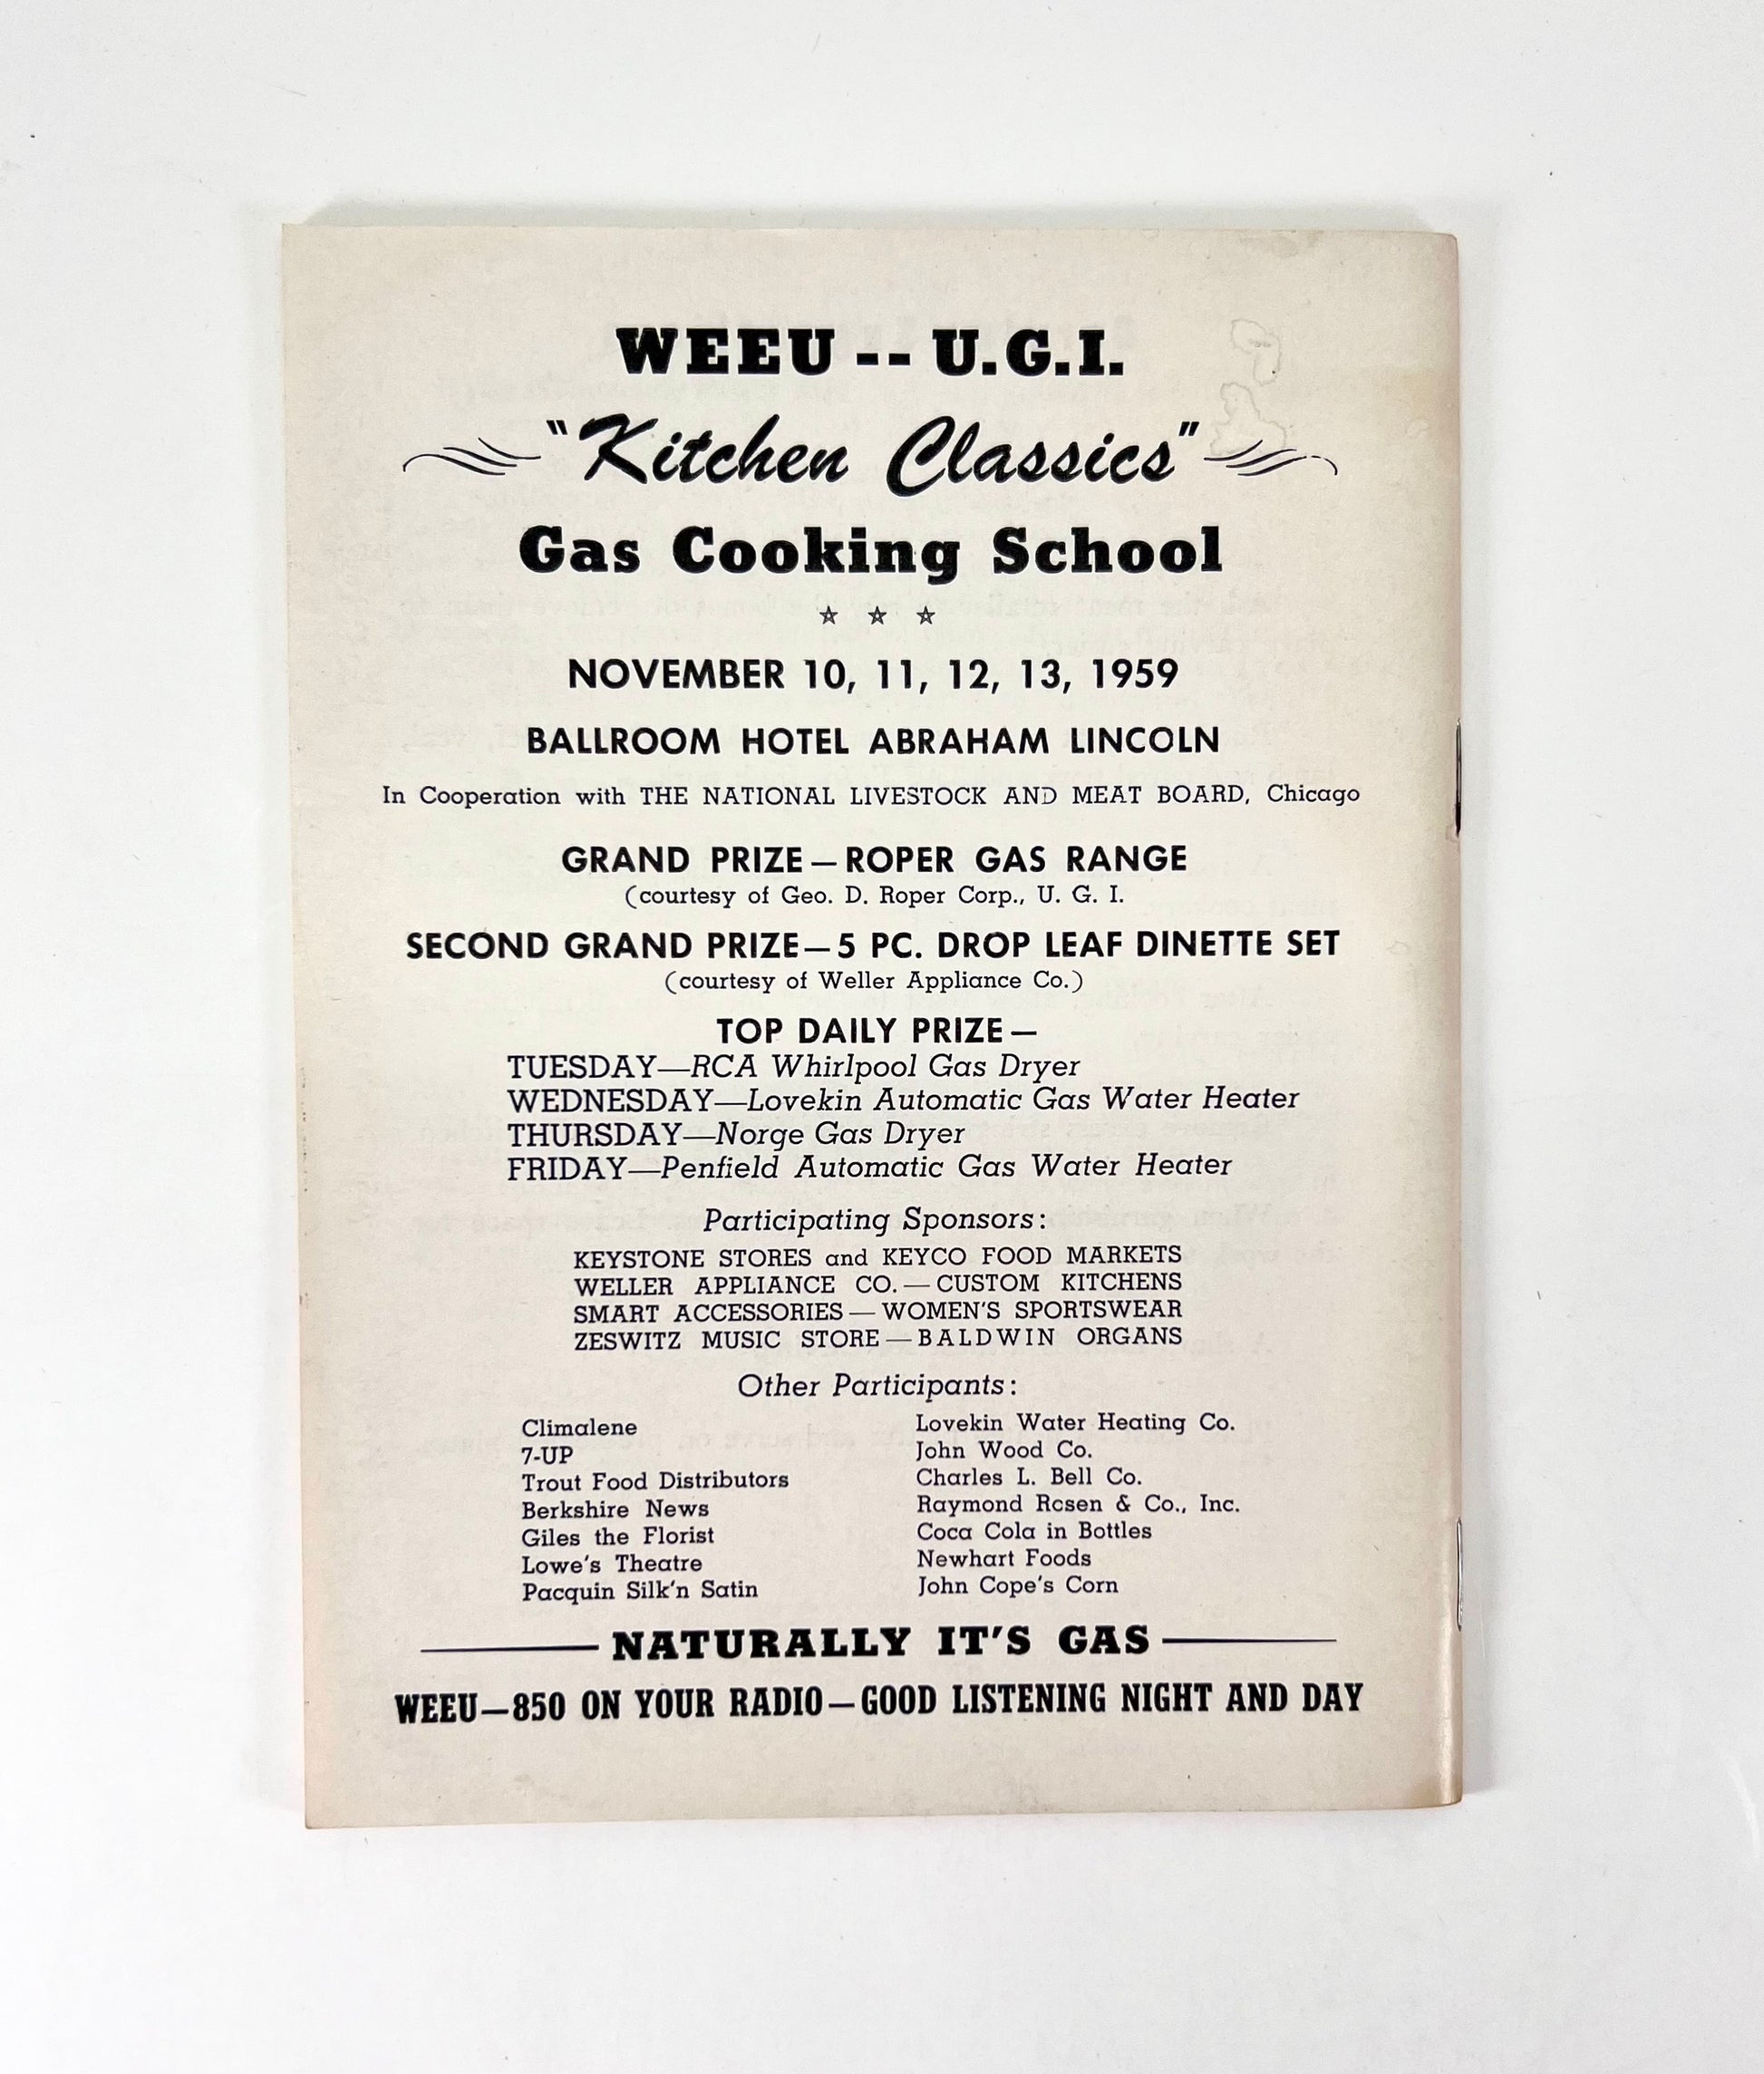 WEEU -- U.G.I.
"Kitchen Classics"
Gas Cooking School
☆ ☆ ☆
NOVEMBER 10, 11, 12, 13, 1959
BALLROOM HOTEL ABRAHAM LINCOLN
In Cooperation with THE NATIONAL LIVESTOCK AND MEAT BOARD, Chicago
GRAND PRIZE — ROPER GAS RANGE
(courtesy of Geo. D. Roper Corp., U. G. I.
SECOND GRAND PRIZE—5 PC. DROP LEAF DINETTE SET
(courtesy of Weller Appliance Co.)
TOP DAILY PRIZE—
TUESDAY—RCA Whirlpool Gas Dryer
WEDNESDAY—Lovekin Automatic Gas Water Heater
THURSDAY—Norge Gas Dryer
FRIDAY—Penfield Automatic Gas Water Heater
Participating Sponsors:
KEYSTONE STORES and KEYCO FOOD MARKETS
WELLER APPLIANCE CO. — CUSTOM KITCHENS
SMART ACCESSORIES — WOMEN'S SPORTSWEAR
ZESWITZ MUSIC STORE — BALDWIN ORGANS
Other Participants:
Climalene
7-UP
Trout Food Distributors
Berkshire News
Giles the Florist
Lowe's Theatre
Pacquin Silk'n Satin
Lovekin Water Heating Co.
John Wood Co.
Charles L. Bell Co.
Raymond Rosen & Co., Inc.
Coca Cola in Bottles
Newhart Foods
John Cope's Corn
NATURALLY IT'S GAS
WEEU—850 ON YOUR RADIO—GOOD LISTENING NIGHT AND DAY